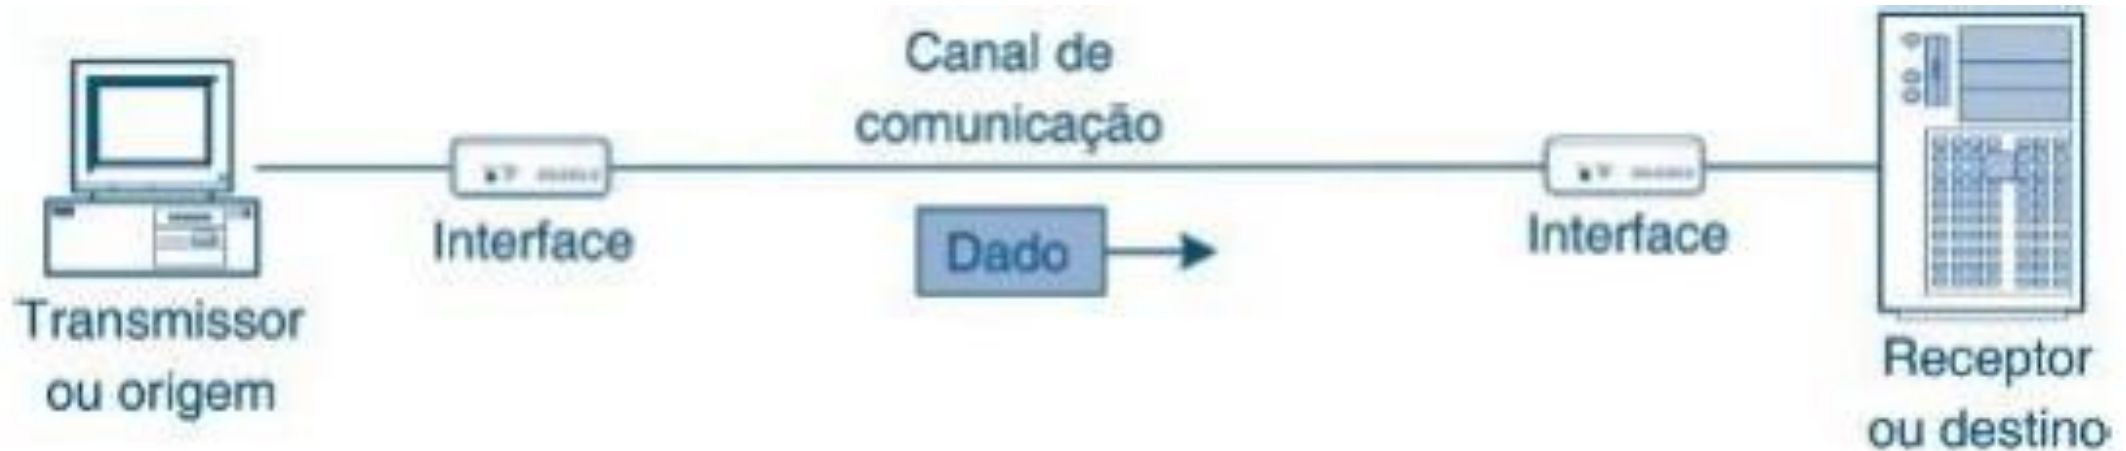 Canal de
comunicação
Interface
Dado
Interface
Transmissor
ou origem
Receptor
ou destino